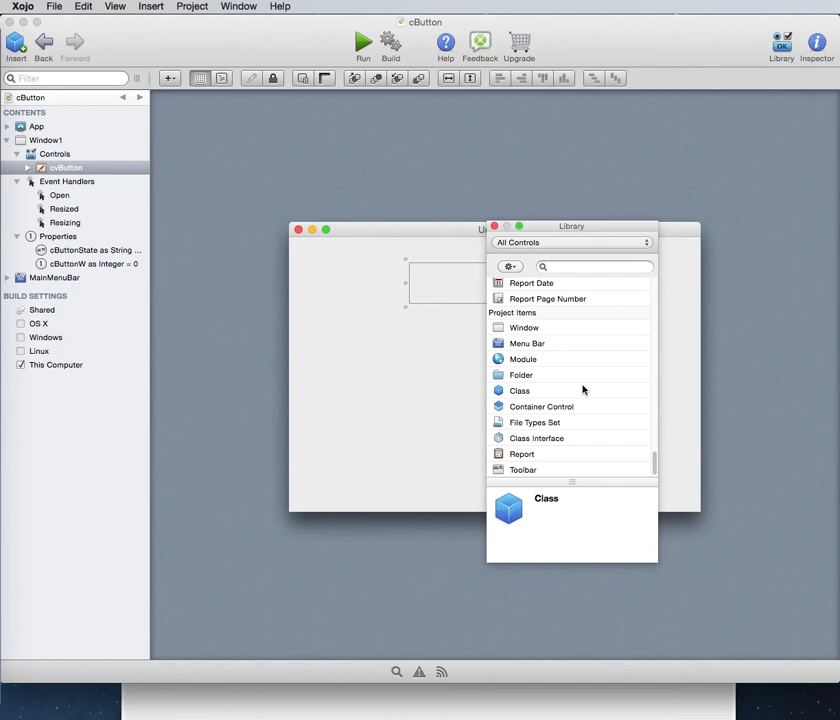 Xojo File Edit View Insert Project Window Help
cButton
Insert Back Forward Run Build Help Feedback Upgrade Library Inspector
Filter
cButton
CONTENTS
App
Window1
Controls
cvButton
Event Handlers
Open
Resized
Resizing
Properties
cButtonState as String ...
cButtonW as Integer = 0
MainMenuBar
BUILD SETTINGS
Shared
OS X
Windows
Linux
This Computer
Un
Library
All Controls
Report Date
Report Page Number
Project Items
Window
Menu Bar
Module
Folder
Class
Container Control
File Types Set
Class Interface
Report
Toolbar
Class